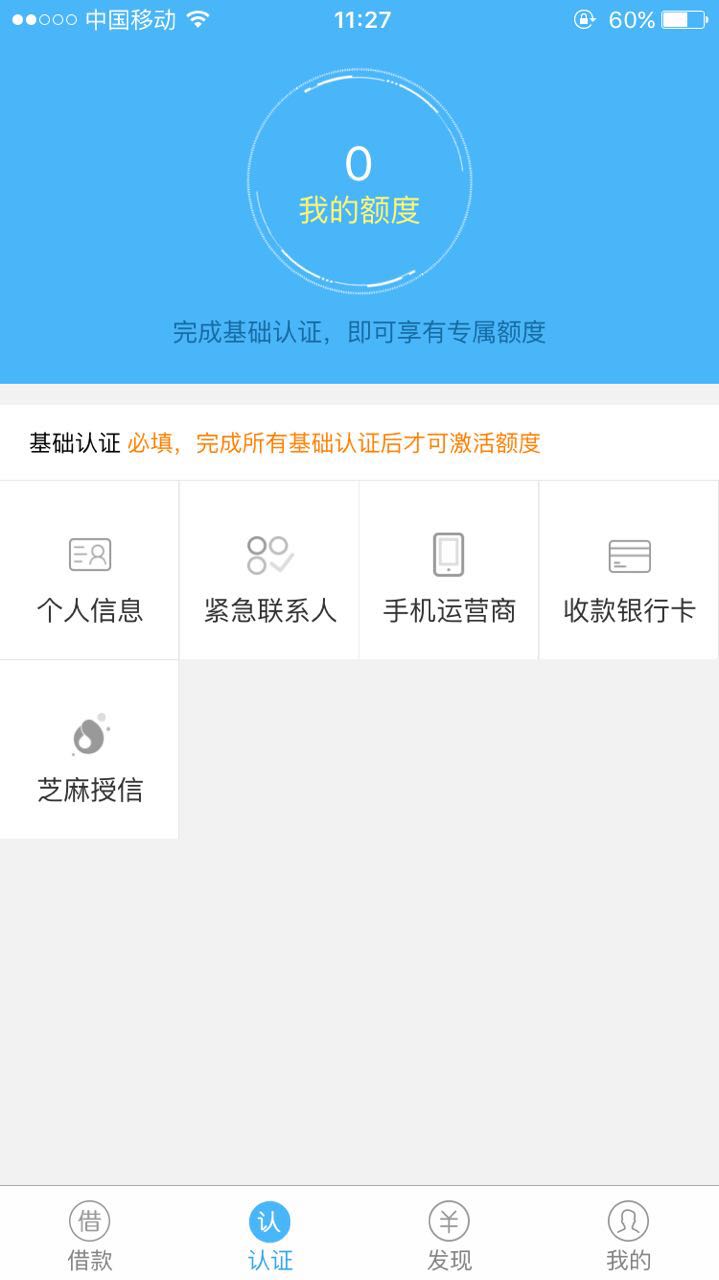 中国移动 11:27 60%
0
我的额度
完成基础认证，即可享有专属额度
基础认证 必填，完成所有基础认证后才可激活额度
个人信息 紧急联系人 手机运营商 收款银行卡
芝麻授信
借 认 ¥
借款 认证 发现 我的